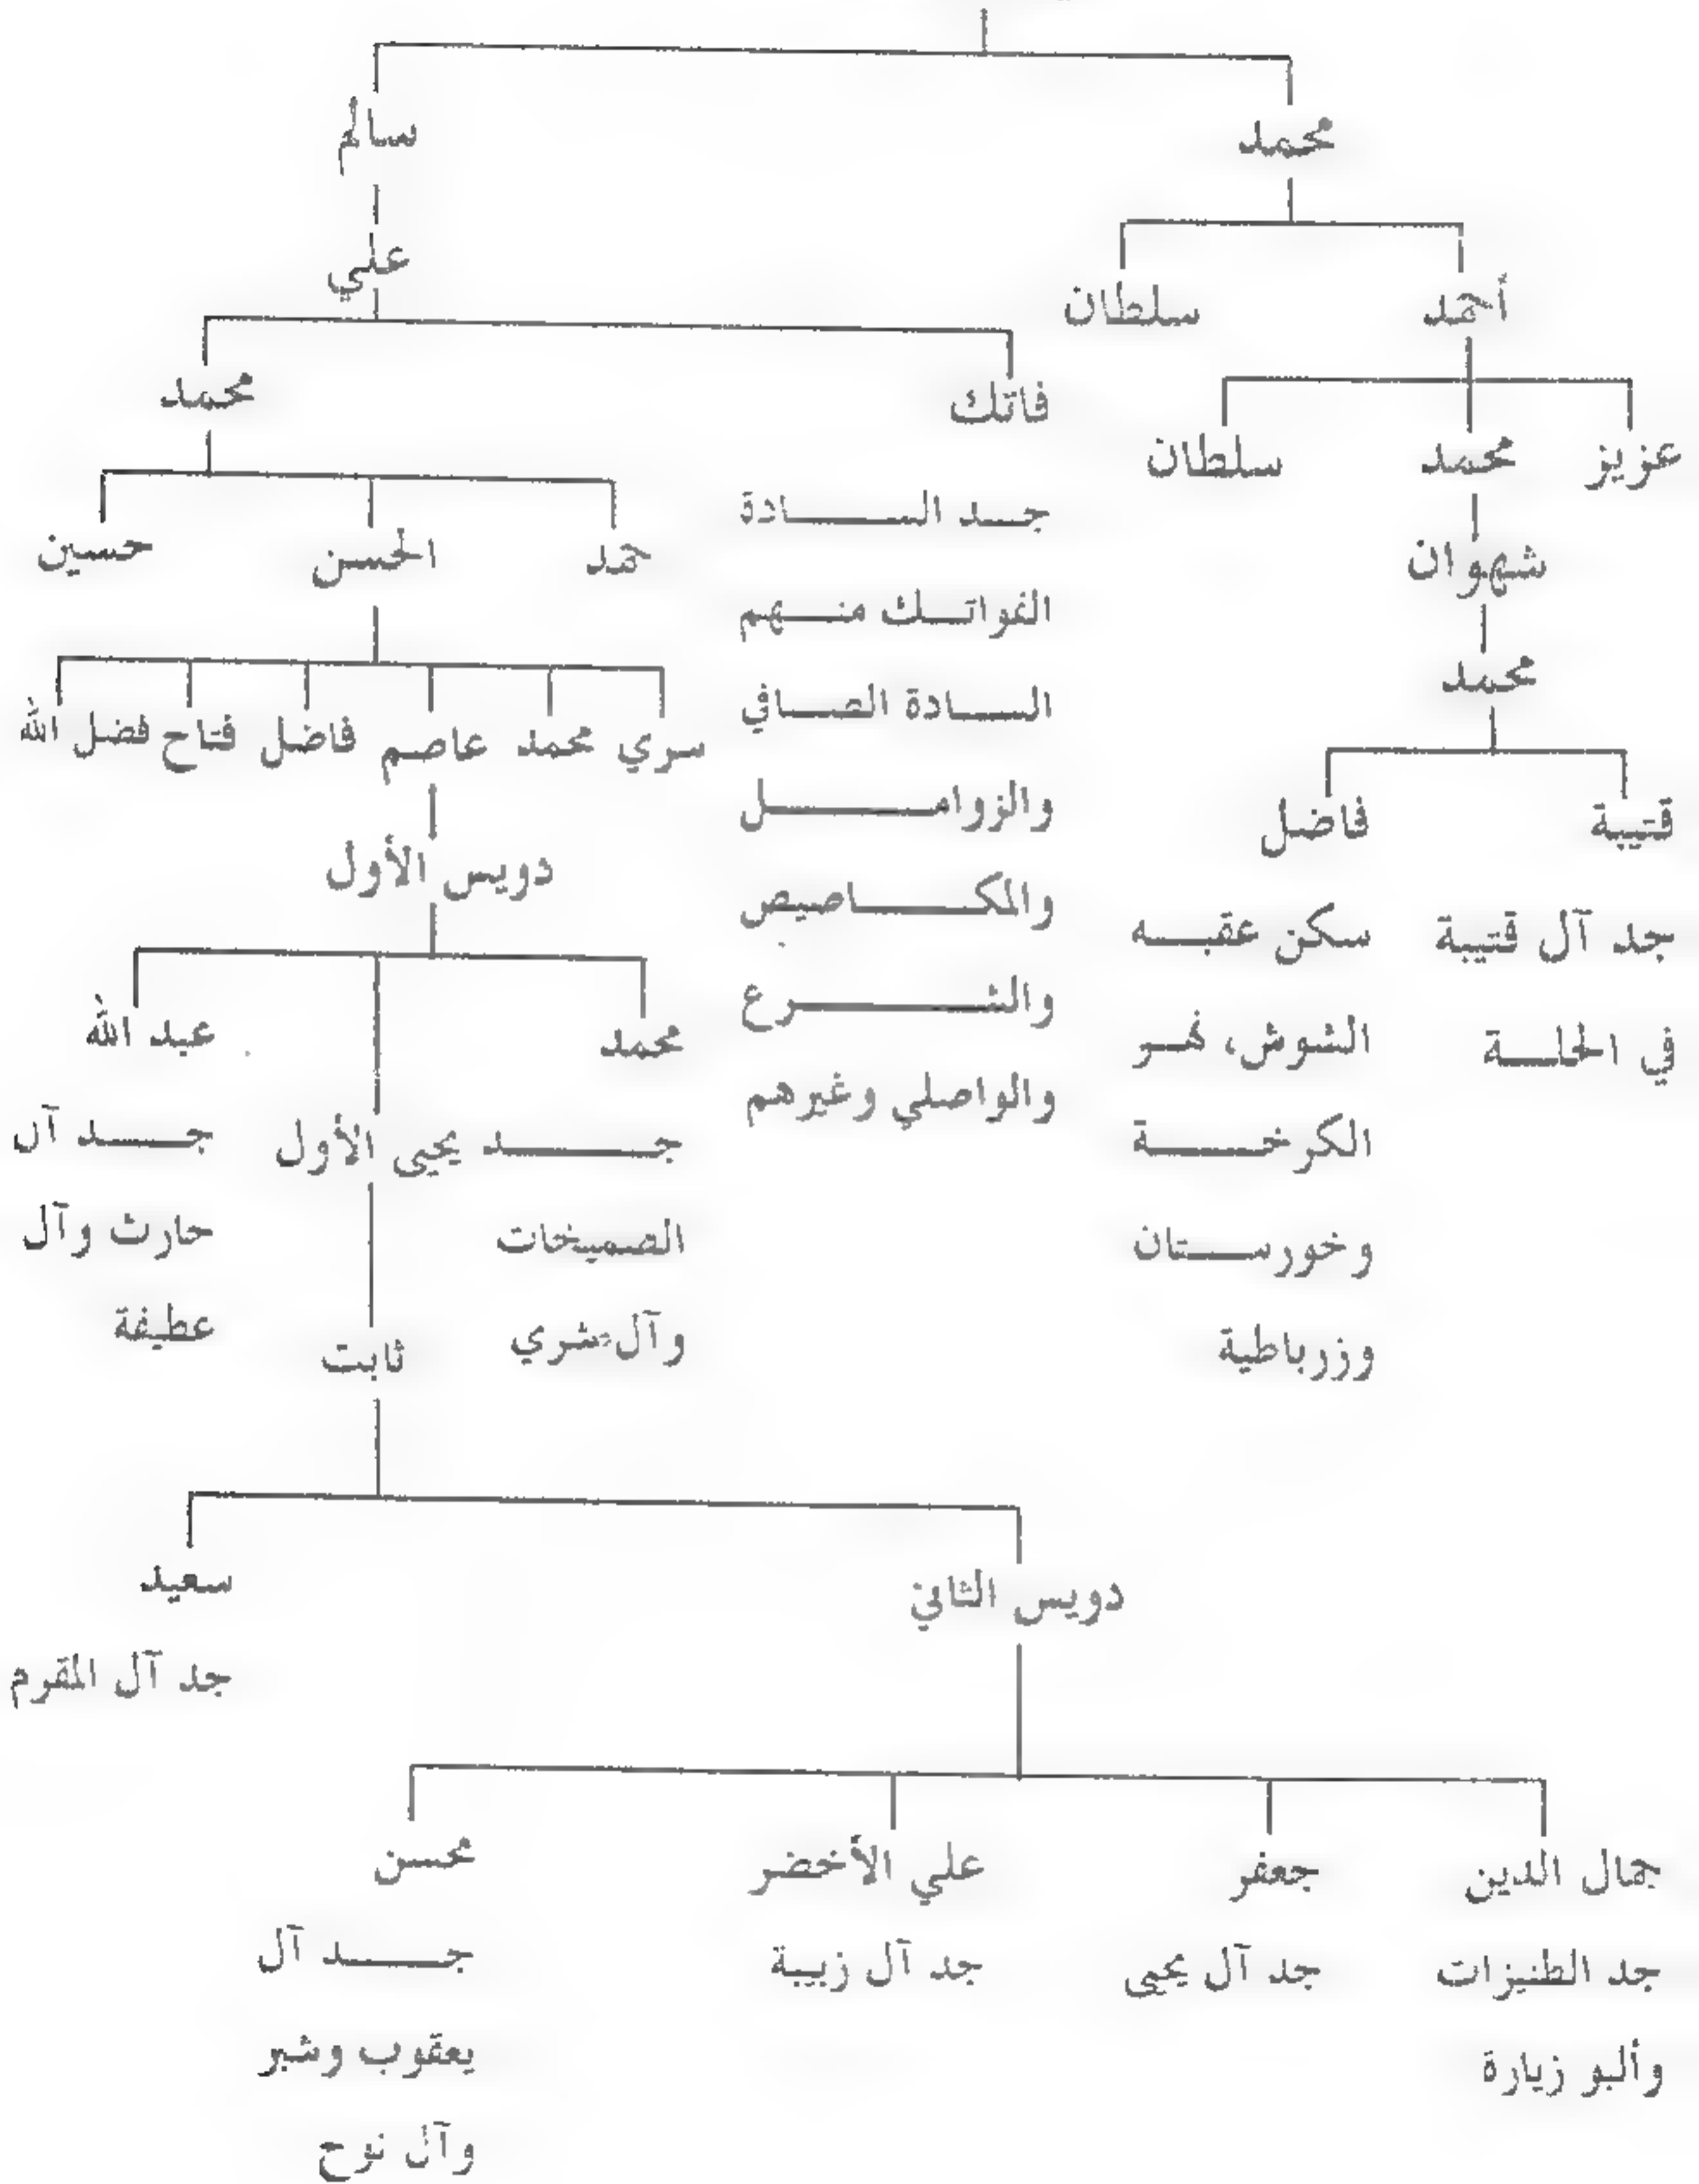 محمد
سالم
علي
أحمد
سلطان
فاتك
محمد
عزيز
محمد
سلطان
جد السادة
الفواتك منهم
السادة الصافي
والزوامل
والمكاصيص
والشرع
والواصلي وغيرهم
حمد
الحسن
حسين
شهوان
محمد
سري
محمد
عاصم
فاضل
فتاح
فضل الله
قتيبة
جد آل قتيبة
في الحلة
فاضل
سكن عقبه
الشوش، نهر
الكرخة
وخورستان
وزرباطية
دويس الأول
محمد
جد
الصميخات
وآل شري
يحيى الأول
عبد الله
جد آل
حارث وآل
عطيفة
ثابت
دويس الثاني
سعيد
جد آل المقرم
جمال الدين
جد الطنيزات
وألبو زيارة
جعفر
جد آل يحيى
علي الأخضر
جد آل زبيبة
محسن
جد آل
يعقوب وشبر
وآل نوح